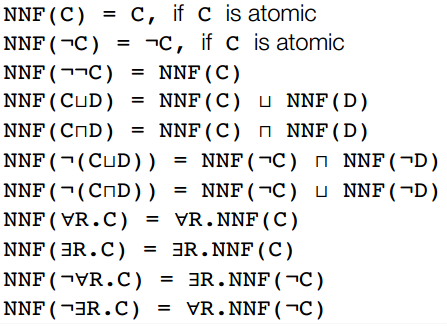 NNF(C) = C, if C is atomic
NNF(¬C) = ¬C, if C is atomic
NNF(¬¬C) = NNF(C)
NNF(C⊔D) = NNF(C) ⊔ NNF(D)
NNF(C⊓D) = NNF(C) ⊓ NNF(D)
NNF(¬(C⊔D)) = NNF(¬C) ⊓ NNF(¬D)
NNF(¬(C⊓D)) = NNF(¬C) ⊔ NNF(¬D)
NNF(∀R.C) = ∀R.NNF(C)
NNF(∃R.C) = ∃R.NNF(C)
NNF(¬∀R.C) = ∃R.NNF(¬C)
NNF(¬∃R.C) = ∀R.NNF(¬C)